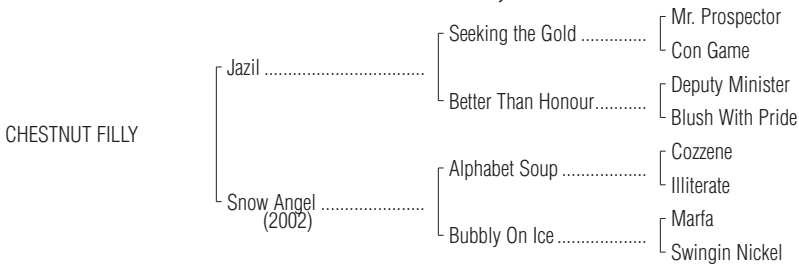 Mr. Prospector
Seeking the Gold ..............
Con Game
Jazil ..................................
Deputy Minister
Better Than Honour...........
Blush With Pride
CHESTNUT FILLY
Cozzene
Alphabet Soup ..................
Illiterate
Snow Angel ......................
(2002)
Marfa
Bubbly On Ice...................
Swingin Nickel